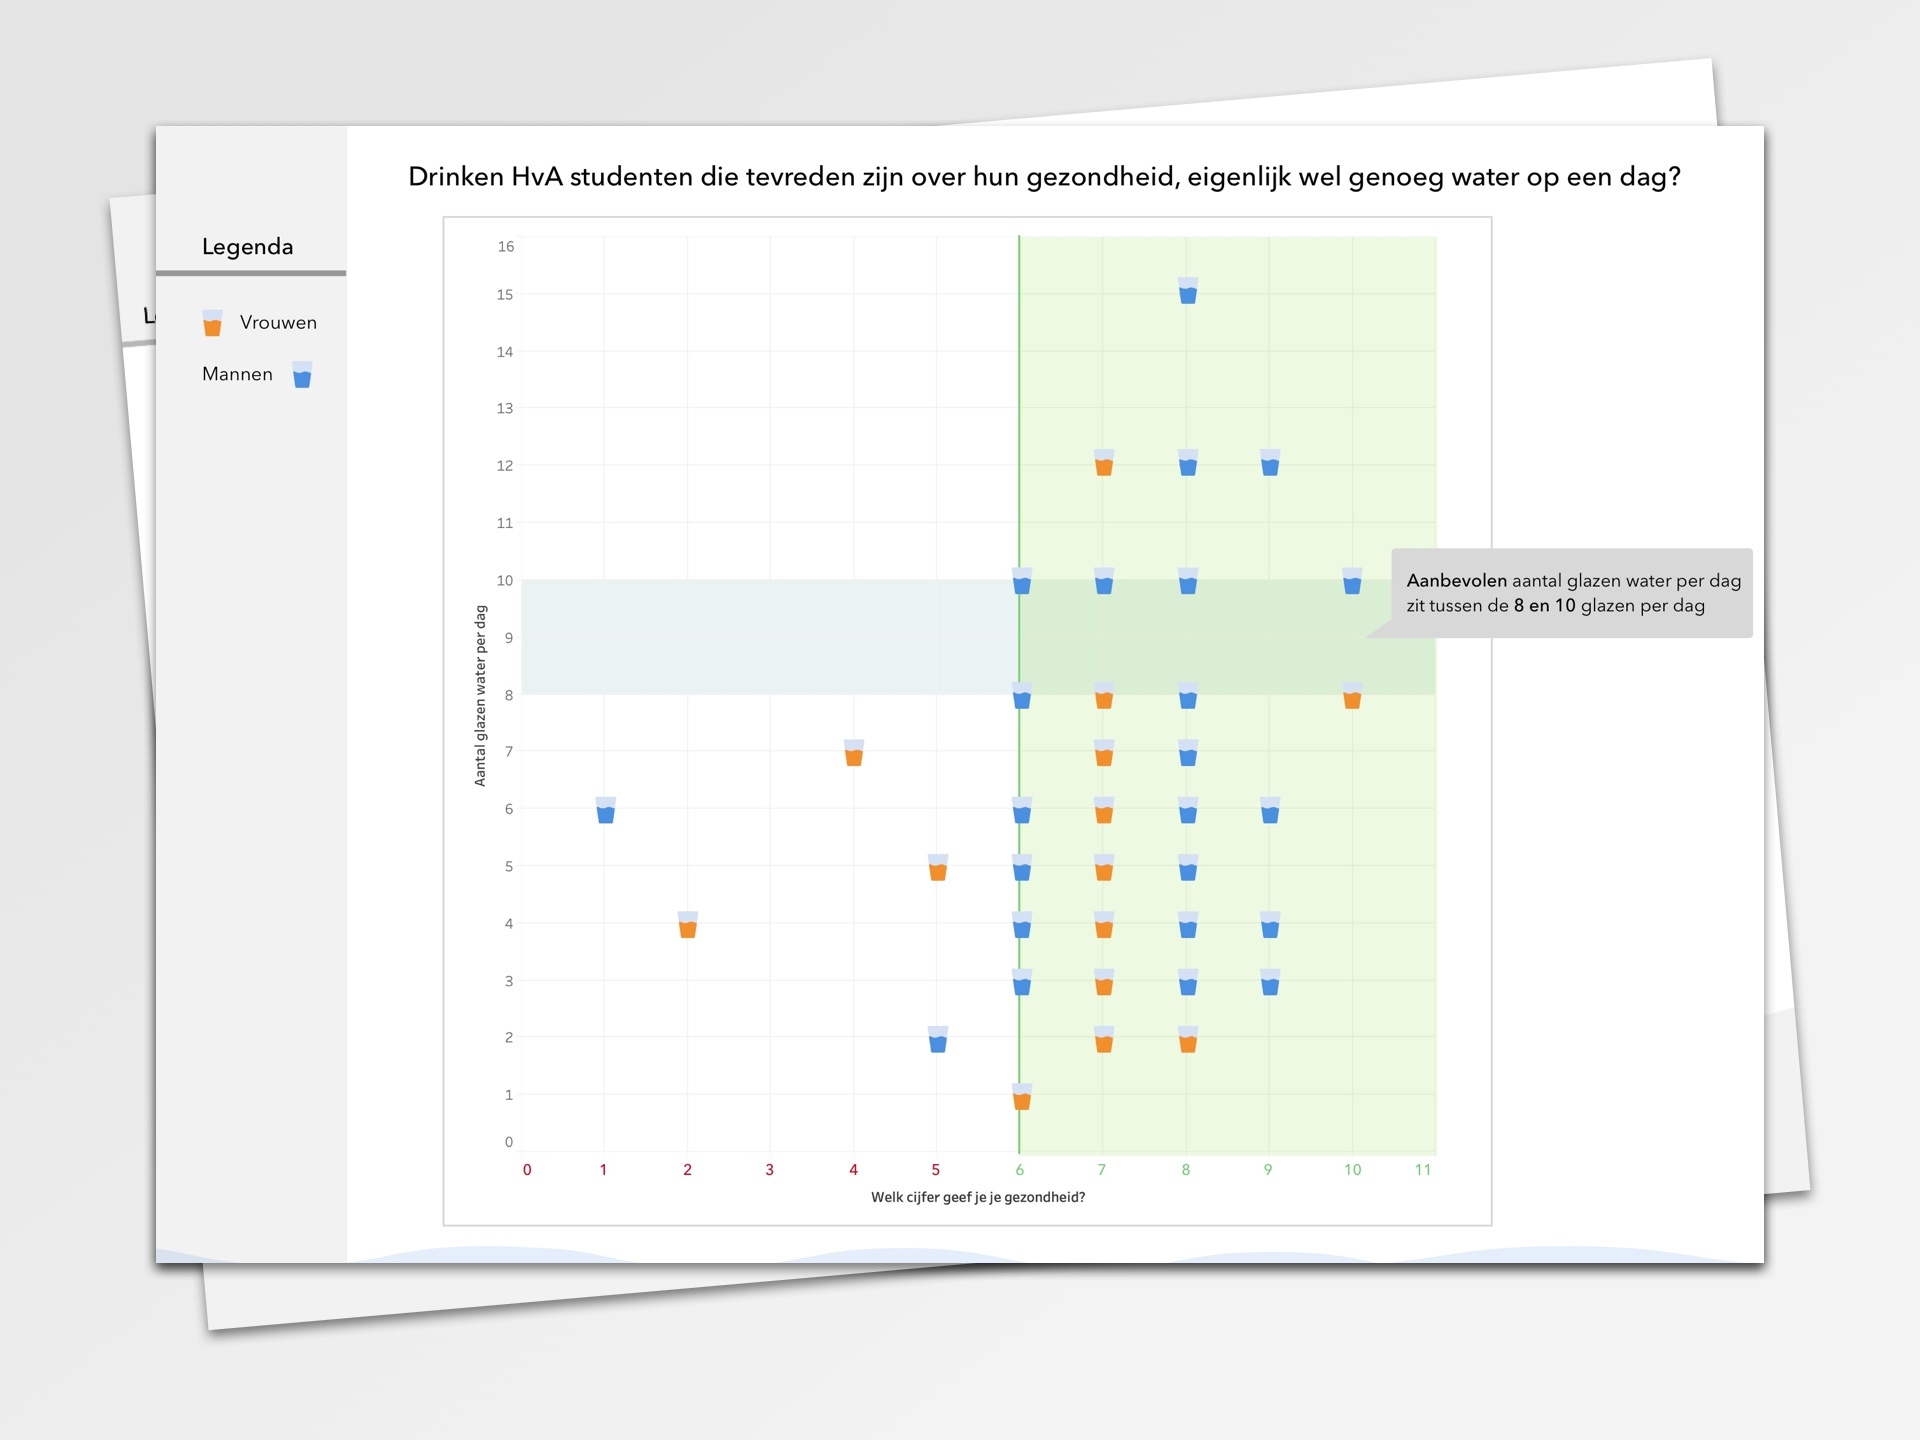 Drinken HvA studenten die tevreden zijn over hun gezondheid, eigenlijk wel genoeg water op een dag?
Legenda
Vrouwen
Mannen
Aantal glazen water per dag
16
15
14
13
12
11
10
9
8
7
6
5
4
3
2
1
0
0 1 2 3 4 5 6 7 8 9 10 11
Welk cijfer geef je je gezondheid?
Aanbevolen aantal glazen water per dag
zit tussen de 8 en 10 glazen per dag